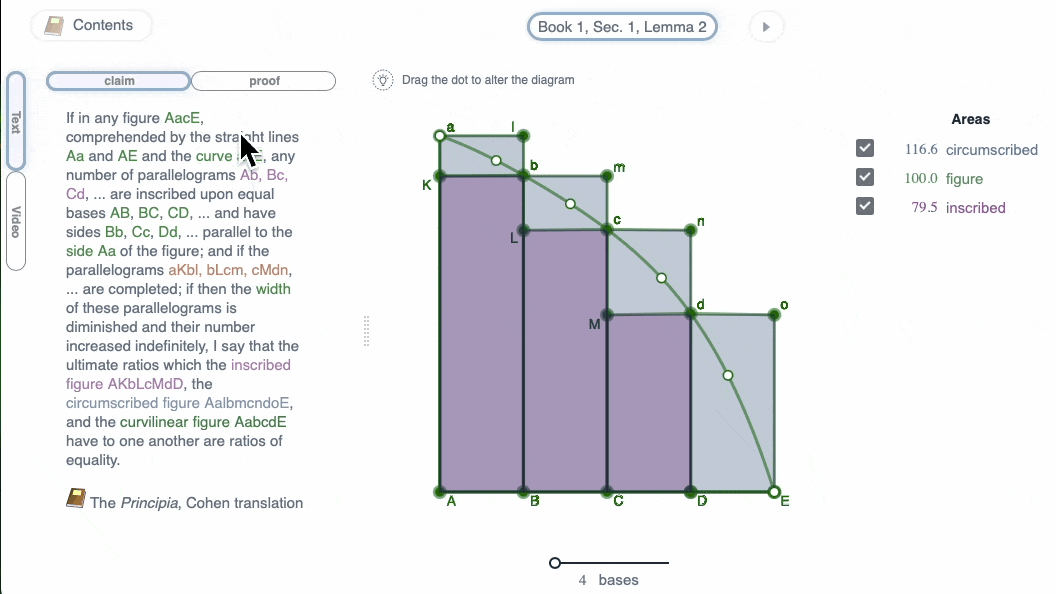 Contents
Book 1, Sec. 1, Lemma 2
Text
Video
claim
proof
Drag the dot to alter the diagram
If in any figure AacE,
comprehended by the straight lines
Aa and AE and the curve E, any
number of parallelograms Ab, Bc,
Cd, ... are inscribed upon equal
bases AB, BC, CD, ... and have
sides Bb, Cc, Dd, ... parallel to the
side Aa of the figure; and if the
parallelograms aKbl, bLcm, cMdn,
... are completed; if then the width
of these parallelograms is
diminished and their number
increased indefinitely, I say that the
ultimate ratios which the inscribed
figure AKbLcMdD, the
circumscribed figure AalbmcndoE,
and the curvilinear figure AabcdE
have to one another are ratios of
equality.
The Principia, Cohen translation
a l
b m
K
c n
L
d o
M
A B C D E
4 bases
Areas
116.6 circumscribed
100.0 figure
79.5 inscribed